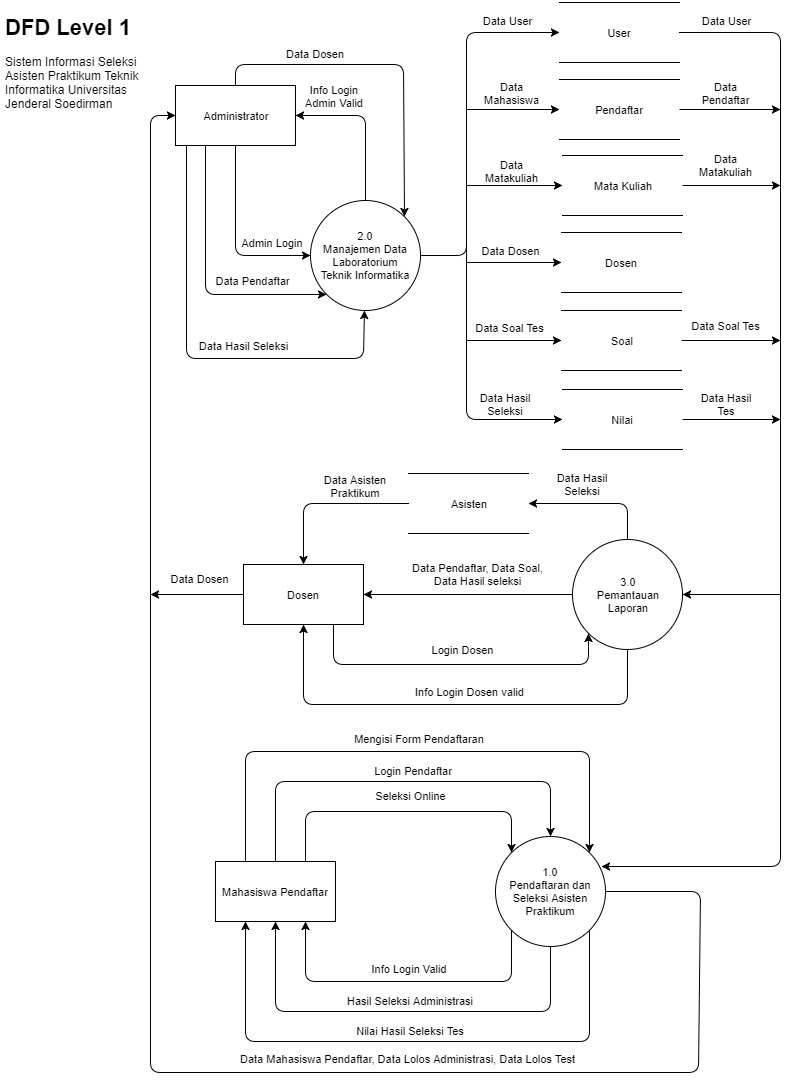 DFD Level 1
Sistem Informasi Seleksi
Asisten Praktikum Teknik
Informatika Universitas
Jenderal Soedirman
Data Dosen
Info Login
Admin Valid
Administrator
Admin Login
Data Pendaftar
Data Hasil Seleksi
2.0
Manajemen Data
Laboratorium
Teknik Informatika
Data User
User
Data User
Data
Mahasiswa
Pendaftar
Data
Pendaftar
Data
Matakuliah
Mata Kuliah
Data
Matakuliah
Data Dosen
Dosen
Data Soal Tes
Soal
Data Soal Tes
Data Hasil
Seleksi
Nilai
Data Hasil
Tes
Data Asisten
Praktikum
Asisten
Data Hasil
Seleksi
Data Dosen
Dosen
Data Pendaftar, Data Soal,
Data Hasil seleksi
3.0
Pemantauan
Laporan
Login Dosen
Info Login Dosen valid
Mengisi Form Pendaftaran
Login Pendaftar
Seleksi Online
Mahasiswa Pendaftar
1.0
Pendaftaran dan
Seleksi Asisten
Praktikum
Info Login Valid
Hasil Seleksi Administrasi
Nilai Hasil Seleksi Tes
Data Mahasiswa Pendaftar, Data Lolos Administrasi, Data Lolos Test